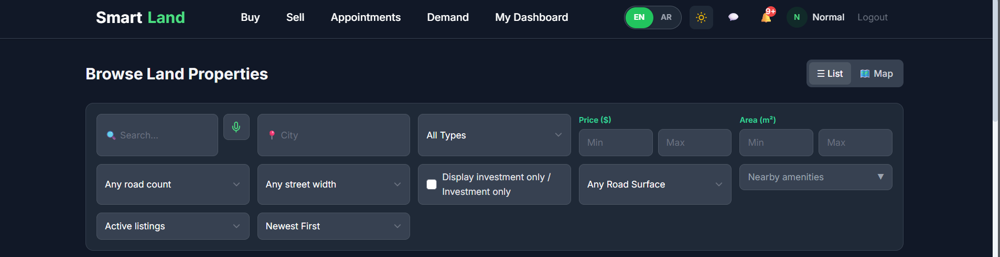 Smart Land
Buy
Sell
Appointments
Demand
My Dashboard
EN
AR
9+
N
Normal
Logout
Browse Land Properties
☰ List
Map
Search...
City
All Types
Price ($)
Min
Max
Area (m²)
Min
Max
Any road count
Any street width
Display investment only /
Investment only
Any Road Surface
Nearby amenities
Active listings
Newest First